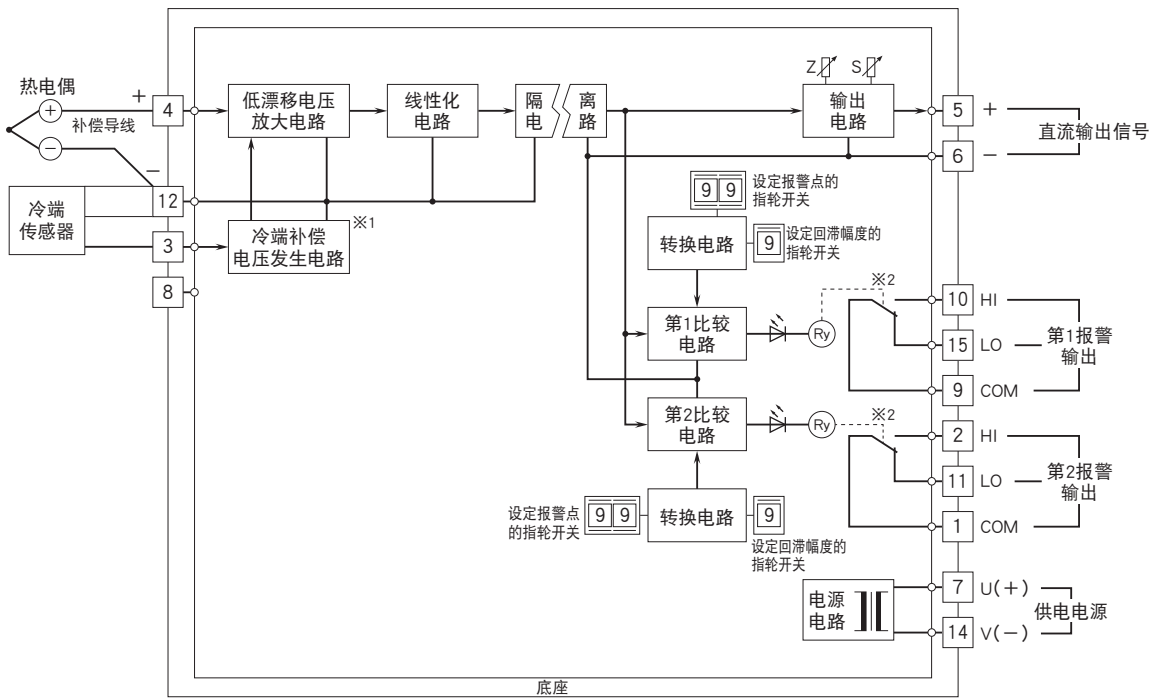 热电偶
+
补偿导线
−
4
12
3
8
冷端
传感器
低漂移电压
放大电路
线性化
电路
隔 离
电 路
Z S
输出
电路
5 +
6 −
直流输出信号
冷端补偿
电压发生电路
※1
9 9
设定报警点的
指轮开关
转换电路
9
设定回滞幅度的
指轮开关
第1比较
电路
Ry
※2
10 HI
15 LO
9 COM
第1报警
输出
第2比较
电路
Ry
※2
2 HI
11 LO
1 COM
第2报警
输出
设定报警点
的指轮开关
9 9
转换电路
9
设定回滞幅度的
指轮开关
电源
电路
7 U(+)
14 V(−)
供电电源
底座